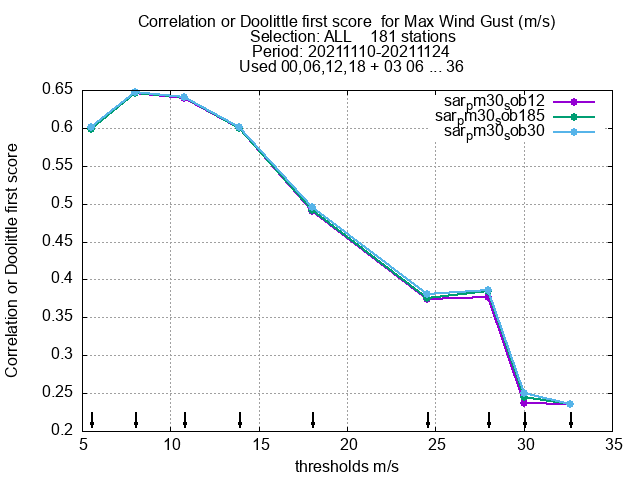 Correlation or Doolittle first score  for Max Wind Gust (m/s)
Selection: ALL    181 stations
Period: 20211110-20211124
Used 00,06,12,18 + 03 06 ... 36
sarpm30sob12
sarpm30sob185
sarpm30sob30
Correlation or Doolittle first score
0.65
0.6
0.55
0.5
0.45
0.4
0.35
0.3
0.25
0.2
5 10 15 20 25 30 35
thresholds m/s